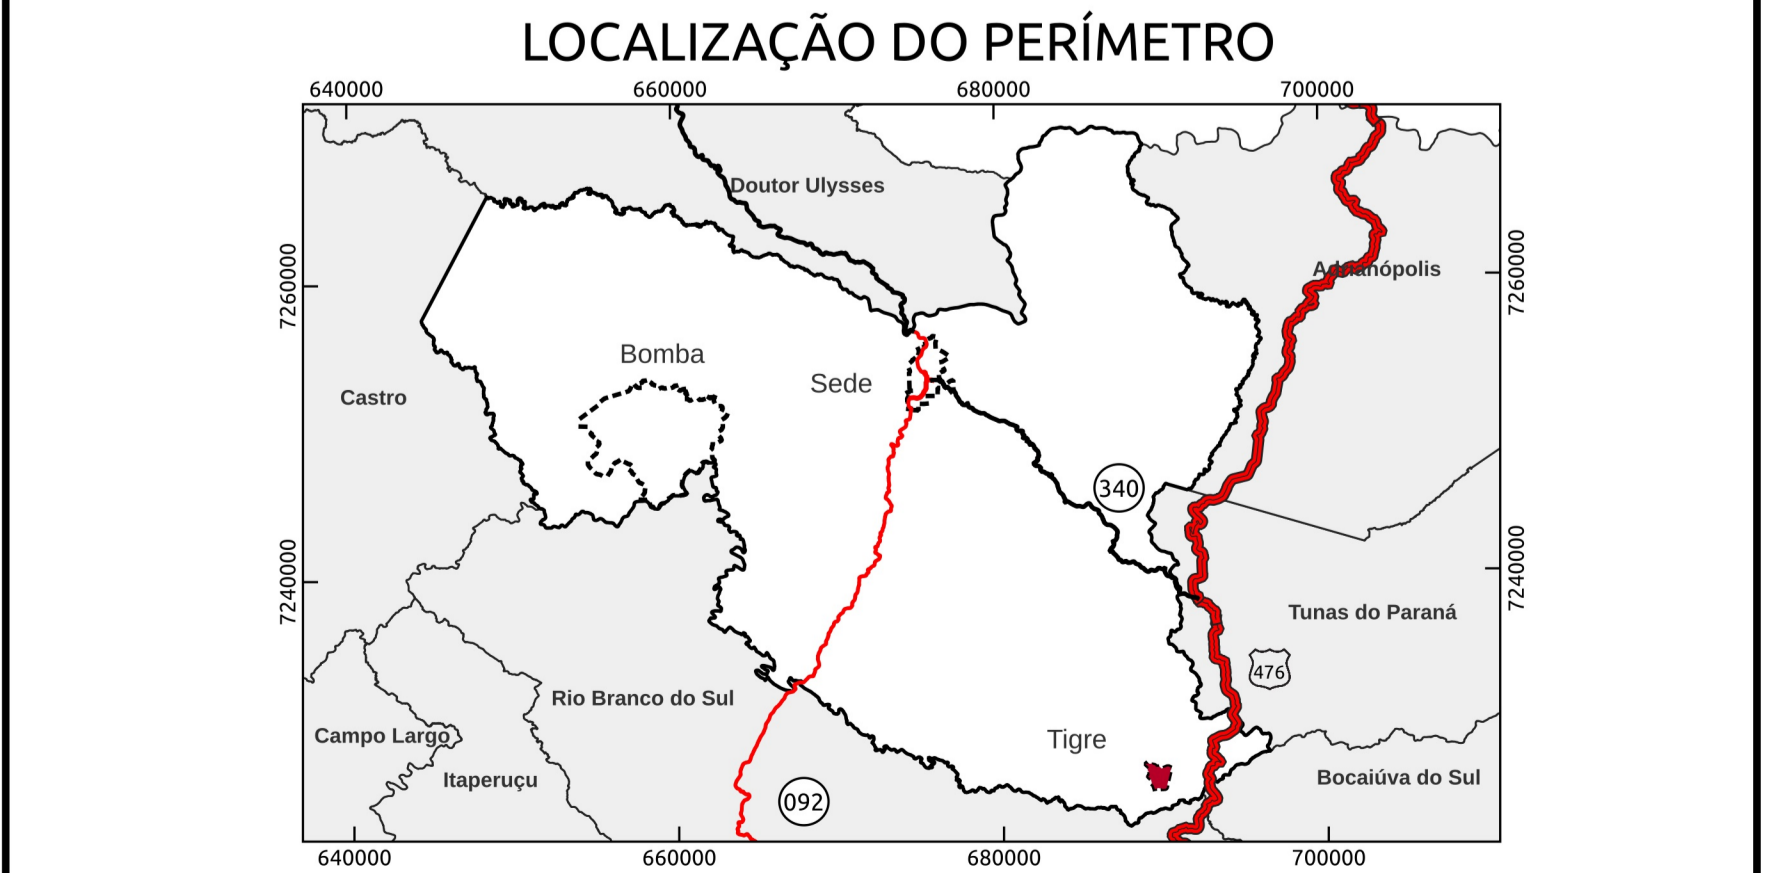 LOCALIZAÇÃO DO PERÍMETRO
640000 660000 680000 700000
Doutor Ulysses
7260000
Adrianópolis
7260000
Bomba
Sede
Castro
340
7240000
7240000
Tunas do Paraná
476
Rio Branco do Sul
Campo Largo
Tigre
Itaperuçu
Bocaiúva do Sul
092
640000 660000 680000 700000